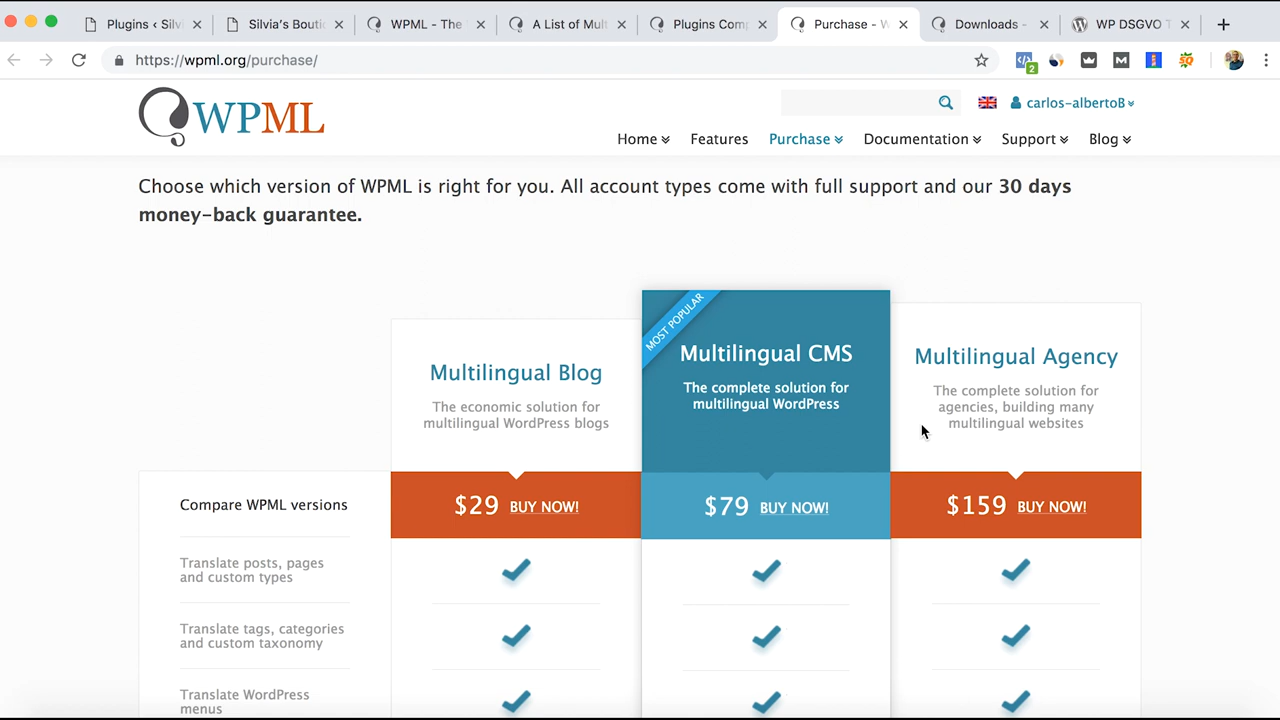 Plugins ‹ Silvi
Silvia's Bouti
WPML - The
A List of Mult
Plugins Comp
Purchase - W
Downloads -
WP DSGVO T
https://wpml.org/purchase/
2
WPML
carlos-albertoB
Home
Features
Purchase
Documentation
Support
Blog
Choose which version of WPML is right for you. All account types come with full support and our 30 days
money-back guarantee.
MOST POPULAR
Multilingual Blog
The economic solution for
multilingual WordPress blogs
Multilingual CMS
The complete solution for
multilingual WordPress
Multilingual Agency
The complete solution for
agencies, building many
multilingual websites
Compare WPML versions
$29 BUY NOW!
$79 BUY NOW!
$159 BUY NOW!
Translate posts, pages
and custom types
Translate tags, categories
and custom taxonomy
Translate WordPress
menus